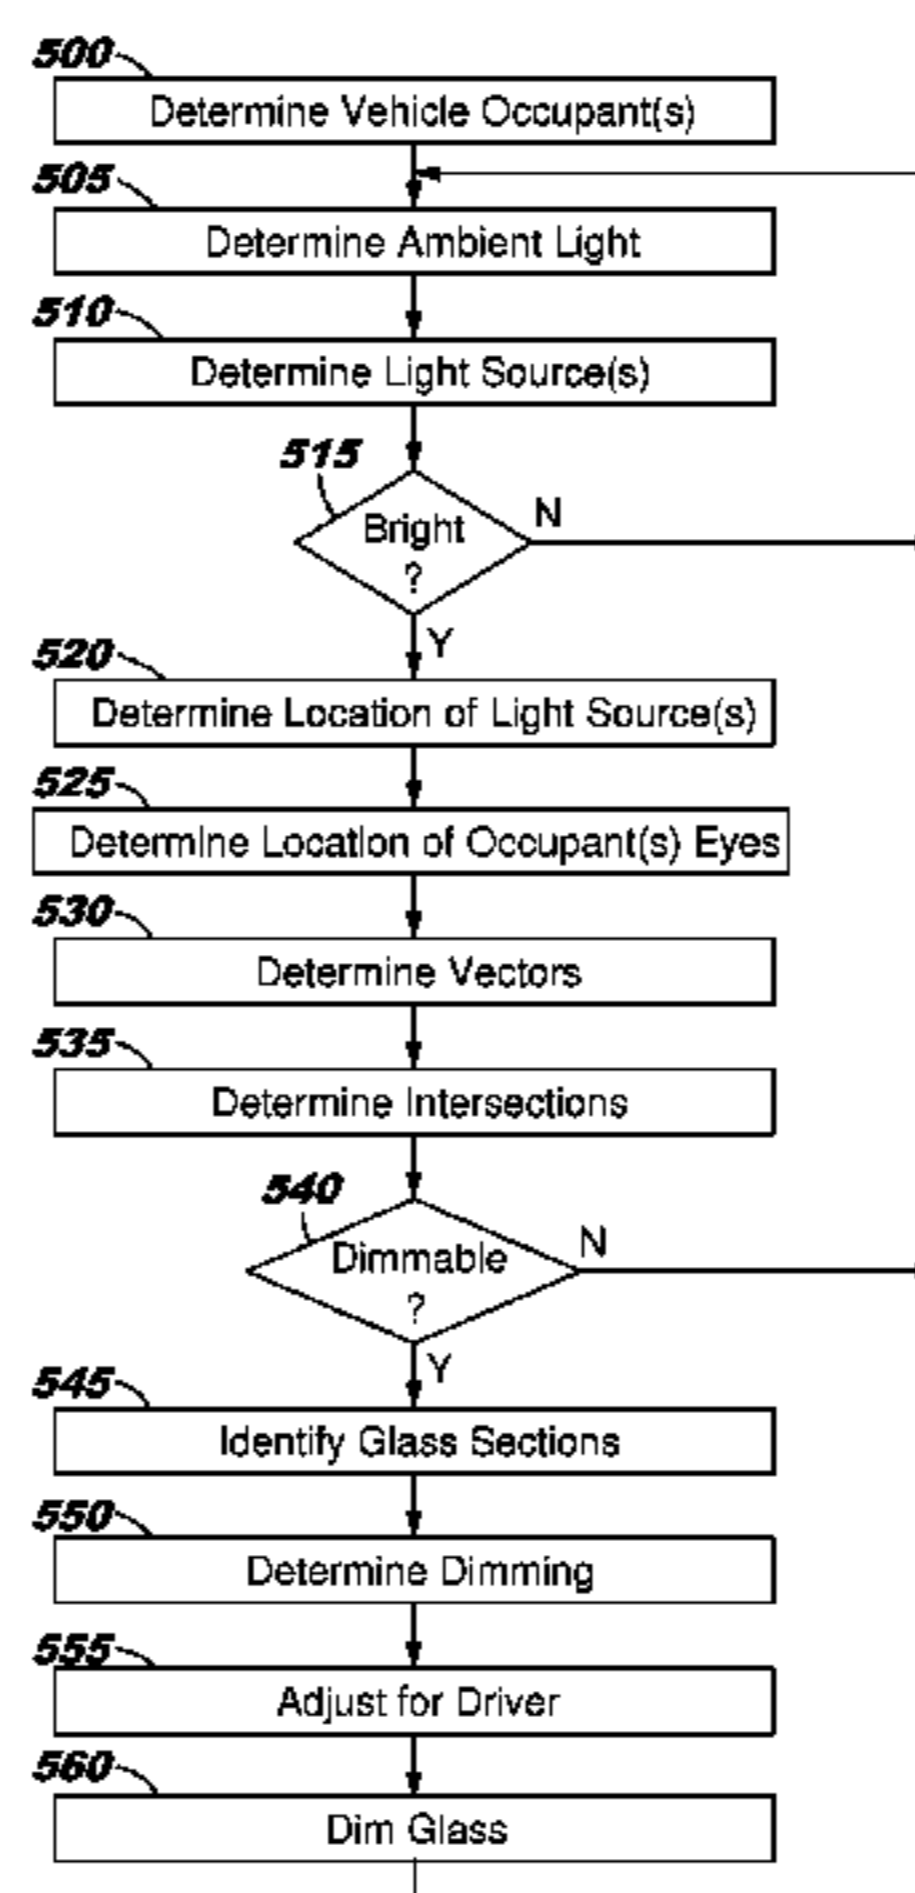 500
Determine Vehicle Occupant(s)
505
Determine Ambient Light
510
Determine Light Source(s)
515
Bright
?
N
Y
520
Determine Location of Light Source(s)
525
Determine Location of Occupant(s) Eyes
530
Determine Vectors
535
Determine Intersections
540
Dimmable
?
N
Y
545
Identify Glass Sections
550
Determine Dimming
555
Adjust for Driver
560
Dim Glass